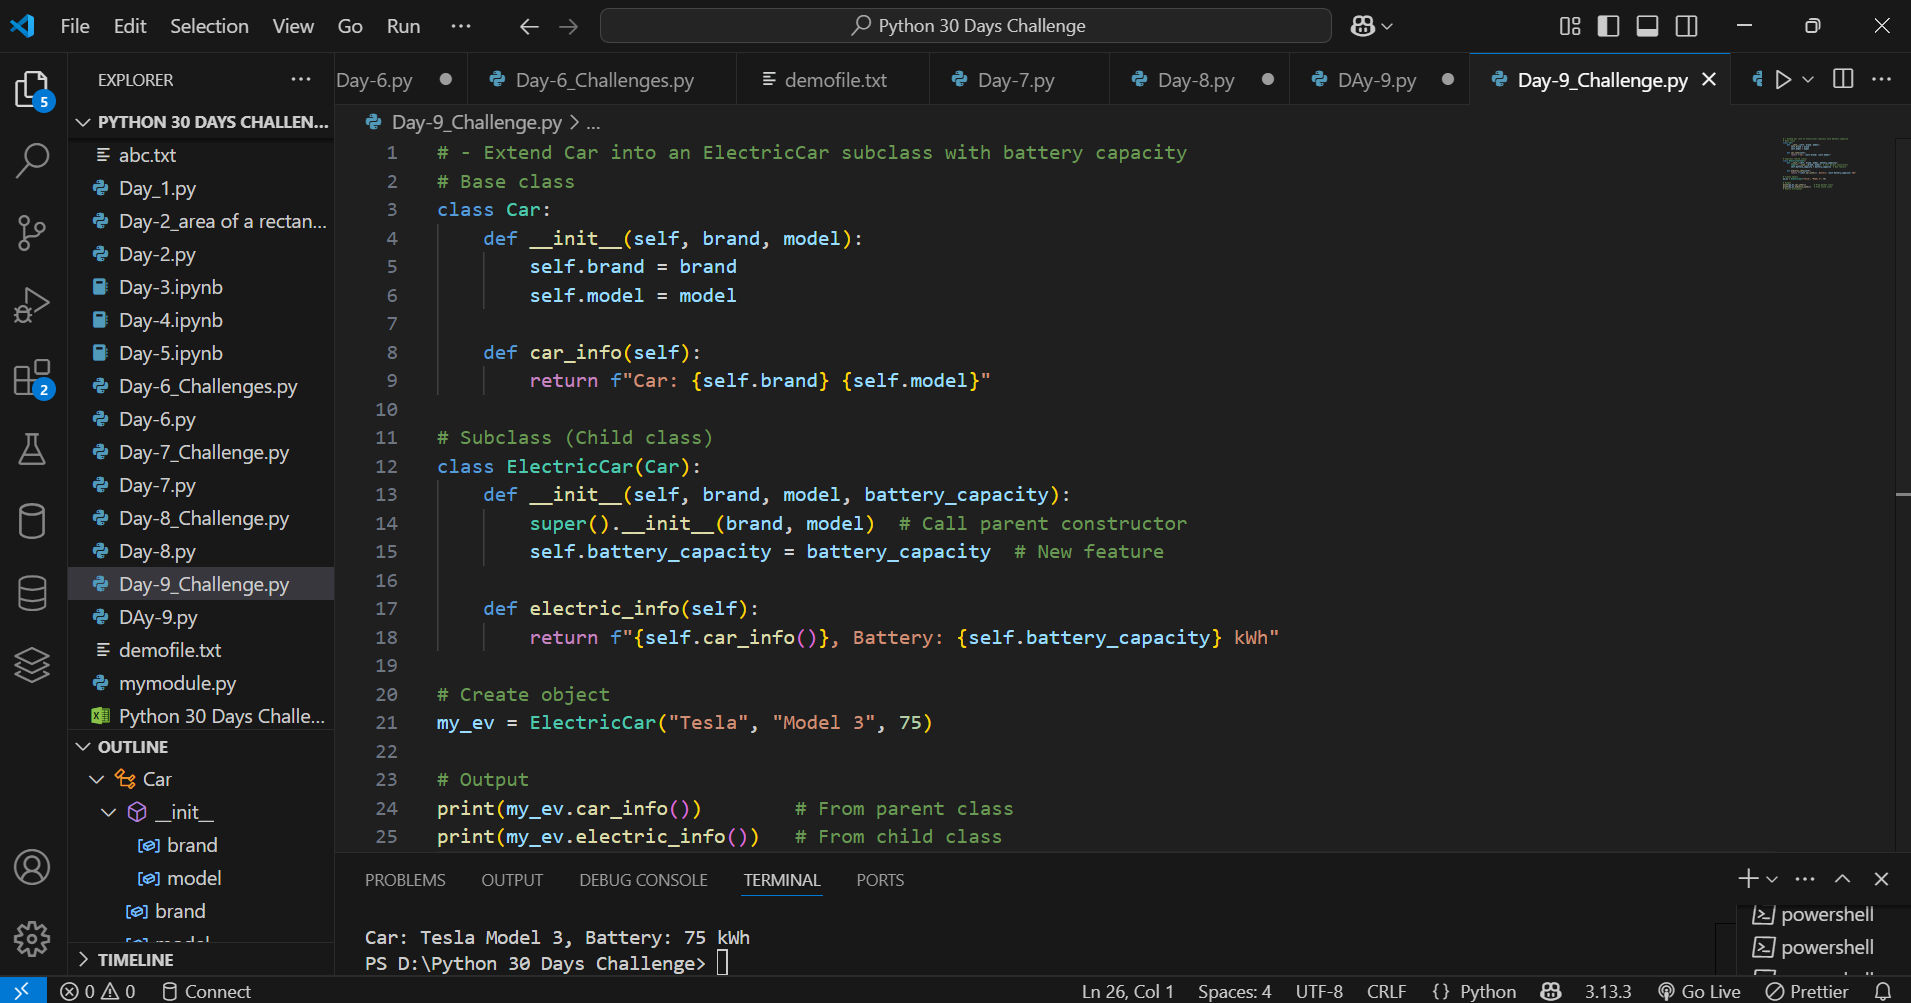 File Edit Selection View Go Run ... Python 30 Days Challenge
EXPLORER ...
Day-6.py Day-6_Challenges.py demofile.txt Day-7.py Day-8.py DAy-9.py Day-9_Challenge.py
5
PYTHON 30 DAYS CHALLEN...
abc.txt
Day_1.py
Day-2_area of a rectan...
Day-2.py
Day-3.ipynb
Day-4.ipynb
Day-5.ipynb
2
Day-6_Challenges.py
Day-6.py
Day-7_Challenge.py
Day-7.py
Day-8_Challenge.py
Day-8.py
Day-9_Challenge.py
DAy-9.py
demofile.txt
mymodule.py
Python 30 Days Challe...
OUTLINE
Car
__init__
brand
model
brand
model
TIMELINE
Day-9_Challenge.py > ...
1 # - Extend Car into an ElectricCar subclass with battery capacity
2 # Base class
3 class Car:
4 def __init__(self, brand, model):
5 self.brand = brand
6 self.model = model
7
8 def car_info(self):
9 return f"Car: {self.brand} {self.model}"
10
11 # Subclass (Child class)
12 class ElectricCar(Car):
13 def __init__(self, brand, model, battery_capacity):
14 super().__init__(brand, model)  # Call parent constructor
15 self.battery_capacity = battery_capacity  # New feature
16
17 def electric_info(self):
18 return f"{self.car_info()}, Battery: {self.battery_capacity} kWh"
19
20 # Create object
21 my_ev = ElectricCar("Tesla", "Model 3", 75)
22
23 # Output
24 print(my_ev.car_info())        # From parent class
25 print(my_ev.electric_info())   # From child class
PROBLEMS OUTPUT DEBUG CONSOLE TERMINAL PORTS
Car: Tesla Model 3, Battery: 75 kWh
PS D:\Python 30 Days Challenge>
powershell
powershell
0 0 Connect Ln 26, Col 1 Spaces: 4 UTF-8 CRLF {} Python 3.13.3 Go Live Prettier